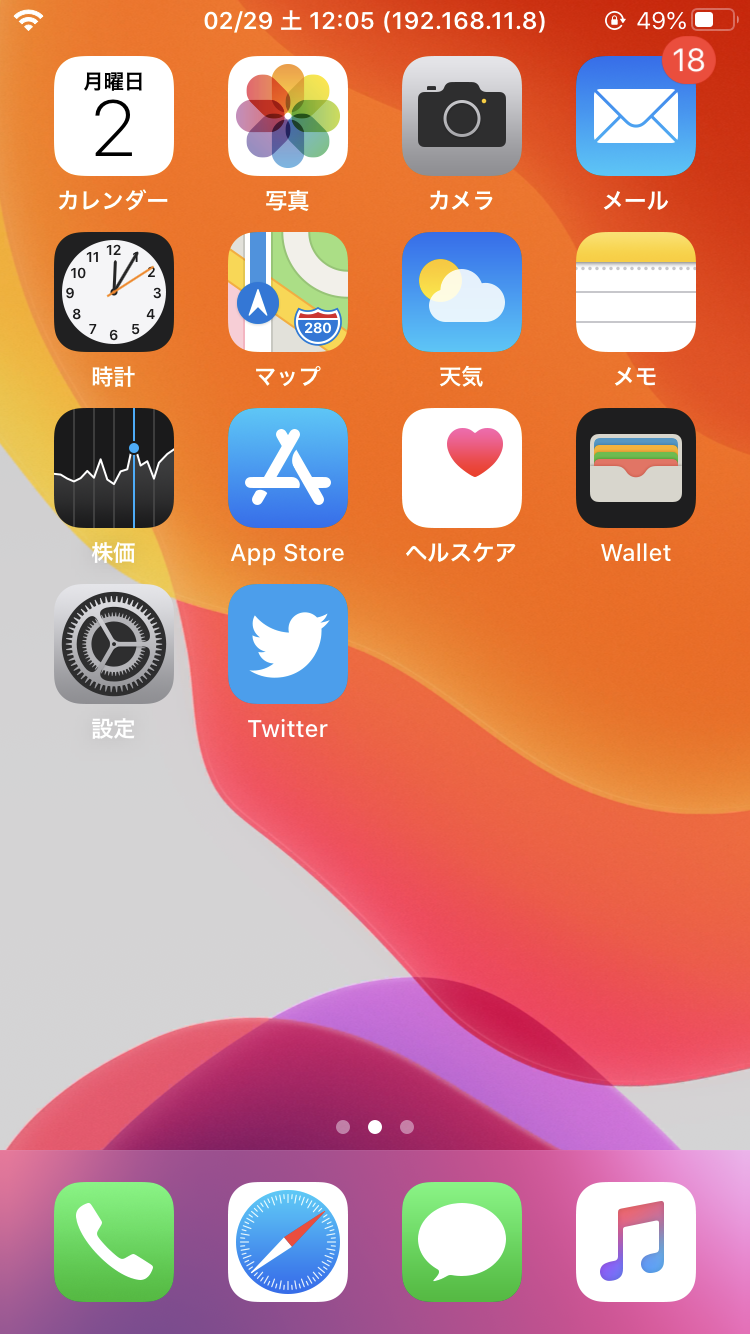 02/29 土 12:05 (192.168.11.8)
49%
18
月曜日
2
カレンダー
写真
カメラ
メール
12
11 1
10 2
9 3
8 4
7 5
6
280
時計
マップ
天気
メモ
株価
App Store
ヘルスケア
Wallet
設定
Twitter